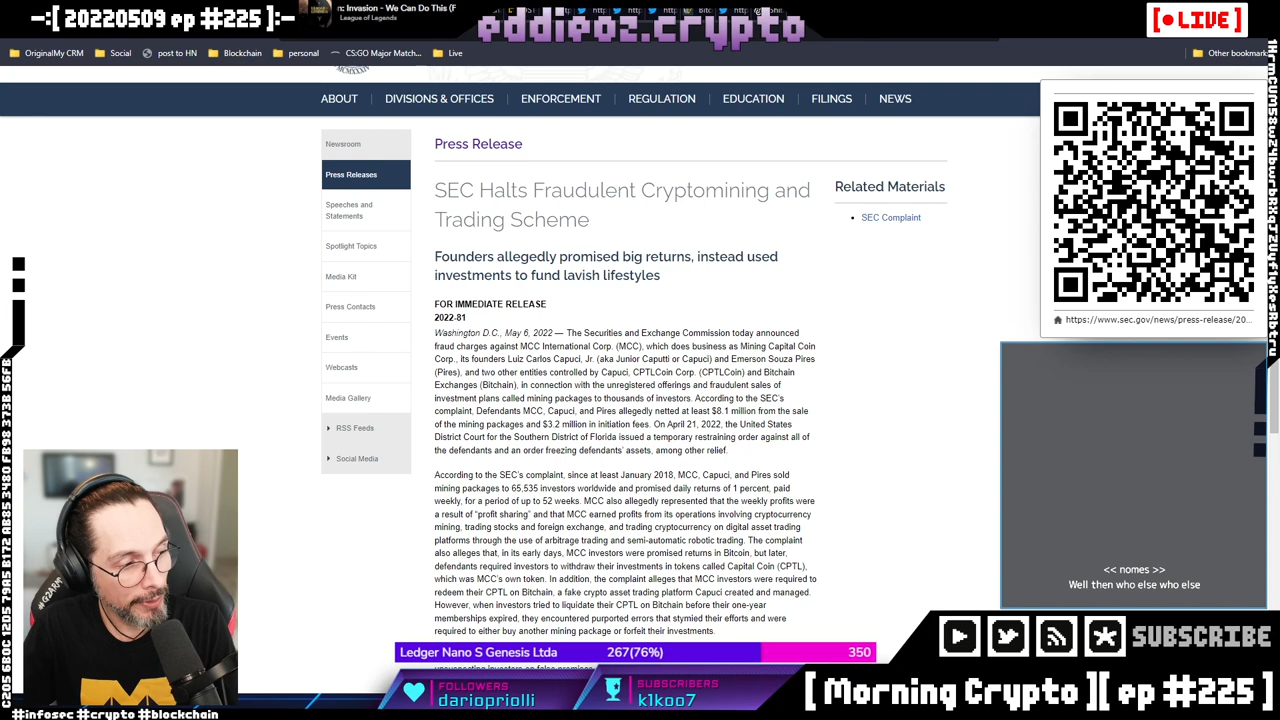 -:[ 20220509 ep #225 ]:-
: Invasion - We Can Do This (F
League of Legends
eddieoz.crypto
[ LIVE ]
OriginalMy CRM
Social
post to HN
Blockchain
personal
CS:GO Major Match...
Live
Other bookmark
ABOUT
DIVISIONS & OFFICES
ENFORCEMENT
REGULATION
EDUCATION
FILINGS
NEWS
Newsroom
Press Releases
Speeches and
Statements
Spotlight Topics
Media Kit
Press Contacts
Events
Webcasts
Media Gallery
RSS Feeds
Social Media
Press Release
SEC Halts Fraudulent Cryptomining and
Trading Scheme
Founders allegedly promised big returns, instead used
investments to fund lavish lifestyles
FOR IMMEDIATE RELEASE
2022-81
Washington D.C., May 6, 2022 — The Securities and Exchange Commission today announced
fraud charges against MCC International Corp. (MCC), which does business as Mining Capital Coin
Corp., its founders Luiz Carlos Capuci, Jr. (aka Junior Caputti or Capuci) and Emerson Souza Pires
(Pires), and two other entities controlled by Capuci, CPTLCoin Corp. (CPTLCoin) and Bitchain
Exchanges (Bitchain), in connection with the unregistered offerings and fraudulent sales of
investment plans called mining packages to thousands of investors. According to the SEC's
complaint, Defendants MCC, Capuci, and Pires allegedly netted at least $8.1 million from the sale
of the mining packages and $3.2 million in initiation fees. On April 21, 2022, the United States
District Court for the Southern District of Florida issued a temporary restraining order against all of
the defendants and an order freezing defendants' assets, among other relief.
According to the SEC's complaint, since at least January 2018, MCC, Capuci, and Pires sold
mining packages to 65,535 investors worldwide and promised daily returns of 1 percent, paid
weekly, for a period of up to 52 weeks. MCC also allegedly represented that the weekly profits were
a result of "profit sharing" and that MCC earned profits from its operations involving cryptocurrency
mining, trading stocks and foreign exchange, and trading cryptocurrency on digital asset trading
platforms through the use of arbitrage trading and semi-automatic robotic trading. The complaint
also alleges that, in its early days, MCC investors were promised returns in Bitcoin, but later,
defendants required investors to withdraw their investments in tokens called Capital Coin (CPTL),
which was MCC's own token. In addition, the complaint alleges that MCC investors were required to
redeem their CPTL on Bitchain, a fake crypto asset trading platform Capuci created and managed.
However, when investors tried to liquidate their CPTL on Bitchain before their one-year
memberships expired, they encountered purported errors that stymied their efforts and were
required to either buy another mining package or forfeit their investments.
Related Materials
SEC Complaint
https://www.sec.gov/news/press-release/20...
<< nomes >>
Well then who else who else
Ledger Nano S Genesis Ltda
267(76%)
350
FOLLOWERS
dariopriolli
SUBSCRIBERS
k1koo7
SUBSCRIBE
[ Morning Crypto ][ ep #225 ]
#infosec #crypto #blockchain